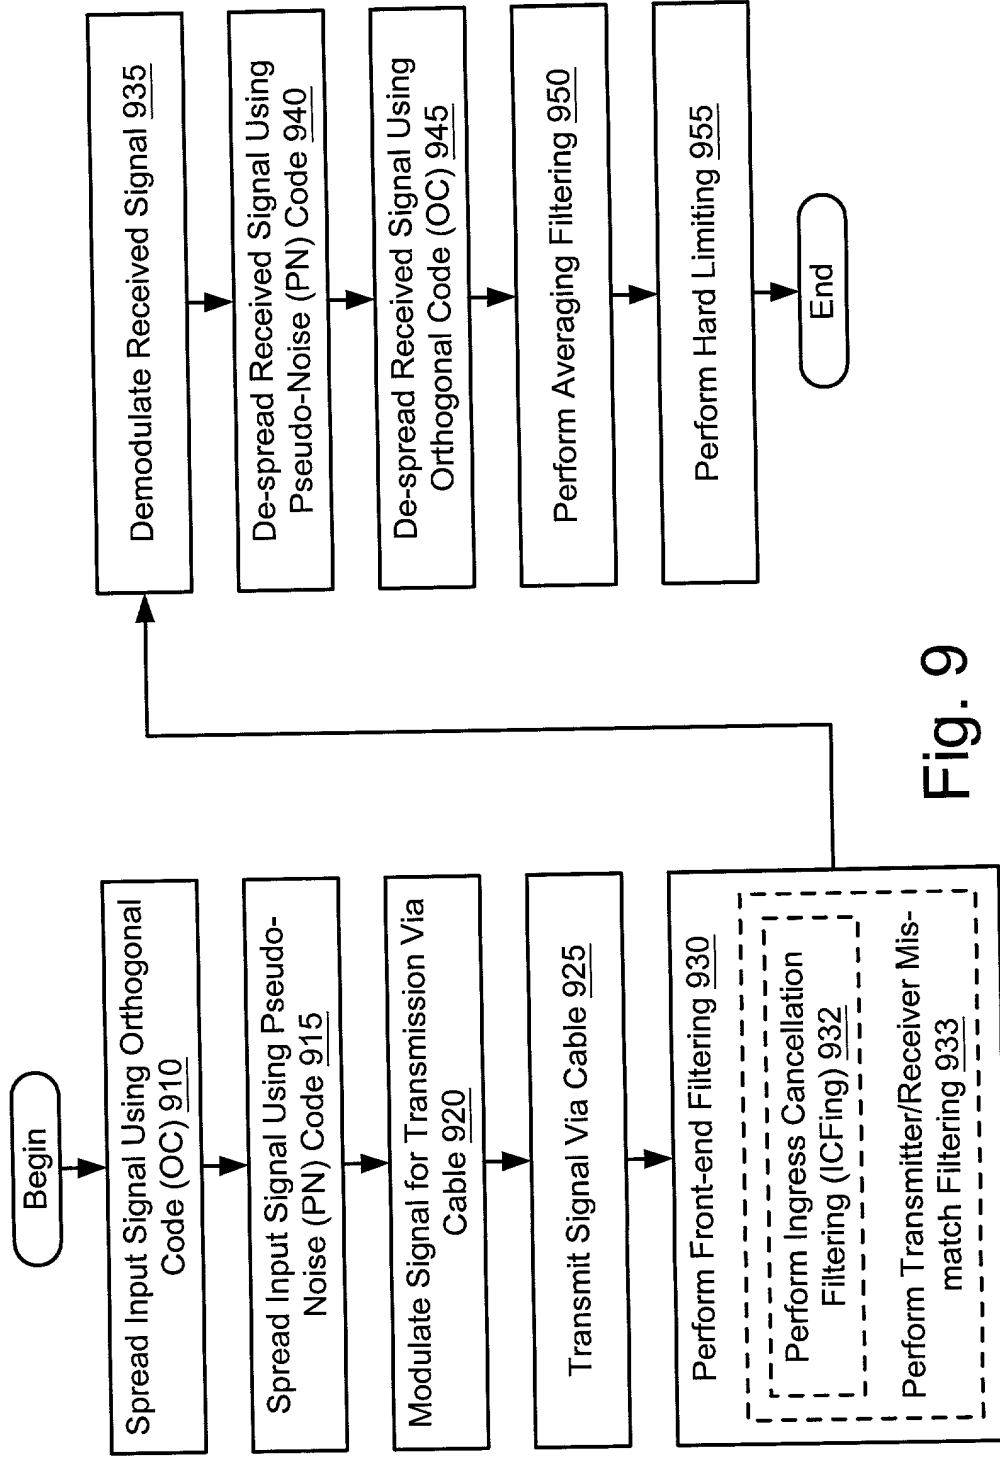 Begin
Spread Input Signal Using Orthogonal
Code (OC) 910
Spread Input Signal Using Pseudo-
Noise (PN) Code 915
Modulate Signal for Transmission Via
Cable 920
Transmit Signal Via Cable 925
Perform Front-end Filtering 930
Perform Ingress Cancellation
Filtering (ICFing) 932
Perform Transmitter/Receiver Mis-
match Filtering 933
Demodulate Received Signal 935
De-spread Received Signal Using
Pseudo-Noise (PN) Code 940
De-spread Received Signal Using
Orthogonal Code (OC) 945
Perform Averaging Filtering 950
Perform Hard Limiting 955
End
Fig. 9